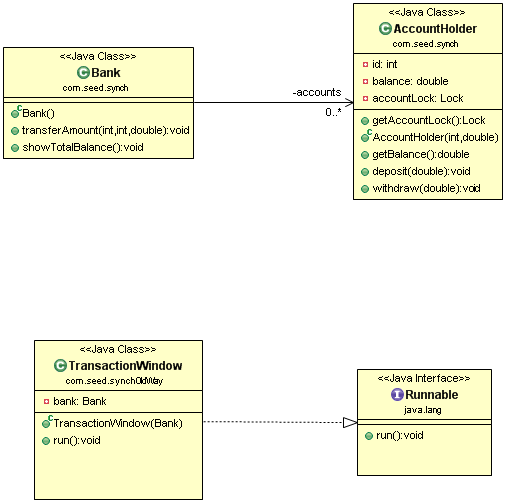 <<Java Class>>
Bank
com.seed.synch
Bank()
transferAmount(int,int,double):void
showTotalBalance():void
-accounts
0..*
<<Java Class>>
AccountHolder
com.seed.synch
id: int
balance: double
accountLock: Lock
getAccountLock():Lock
AccountHolder(int,double)
getBalance():double
deposit(double):void
withdraw(double):void
<<Java Class>>
TransactionWindow
com.seed.synchOldWay
bank: Bank
TransactionWindow(Bank)
run():void
<<Java Interface>>
Runnable
java.lang
run():void